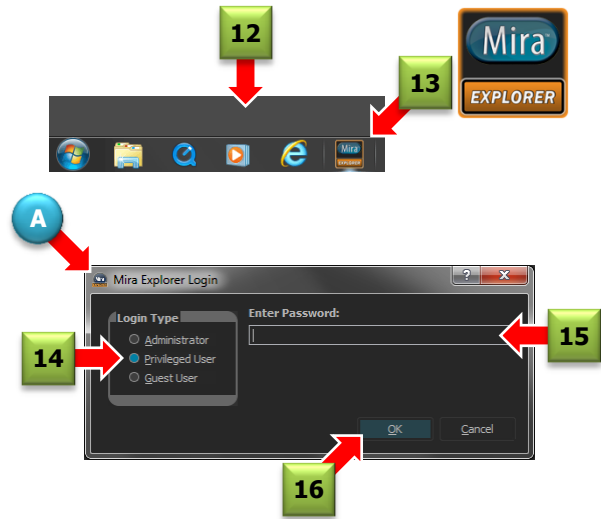 12
13
Mira
EXPLORER
Mira
EXPLORER
A
Mira Explorer Login
?
X
Login Type
Enter Password:
Administrator
Privileged User
Guest User
14
15
OK
Cancel
16